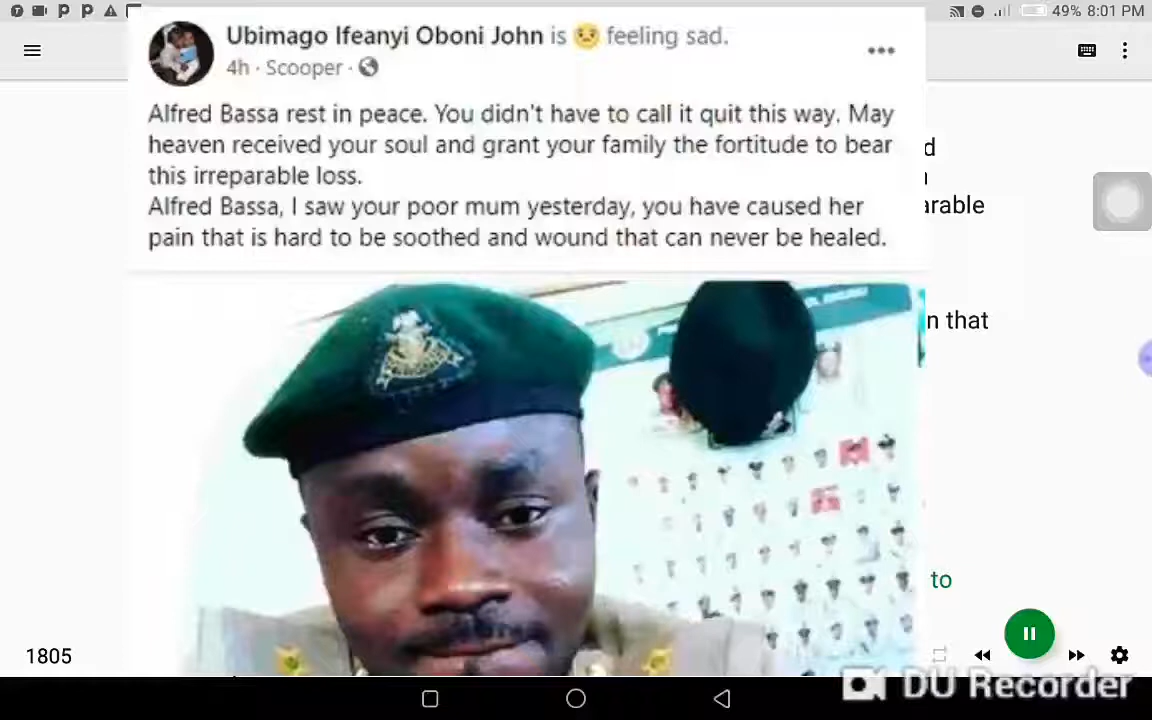 49% 8:01 PM
Ubimago Ifeanyi Oboni John is 😟 feeling sad.
4h · Scooper ·
Alfred Bassa rest in peace. You didn't have to call it quit this way. May
heaven received your soul and grant your family the fortitude to bear
this irreparable loss.
Alfred Bassa, I saw your poor mum yesterday, you have caused her
pain that is hard to be soothed and wound that can never be healed.
d
arable
n that
to
1805
DU Recorder